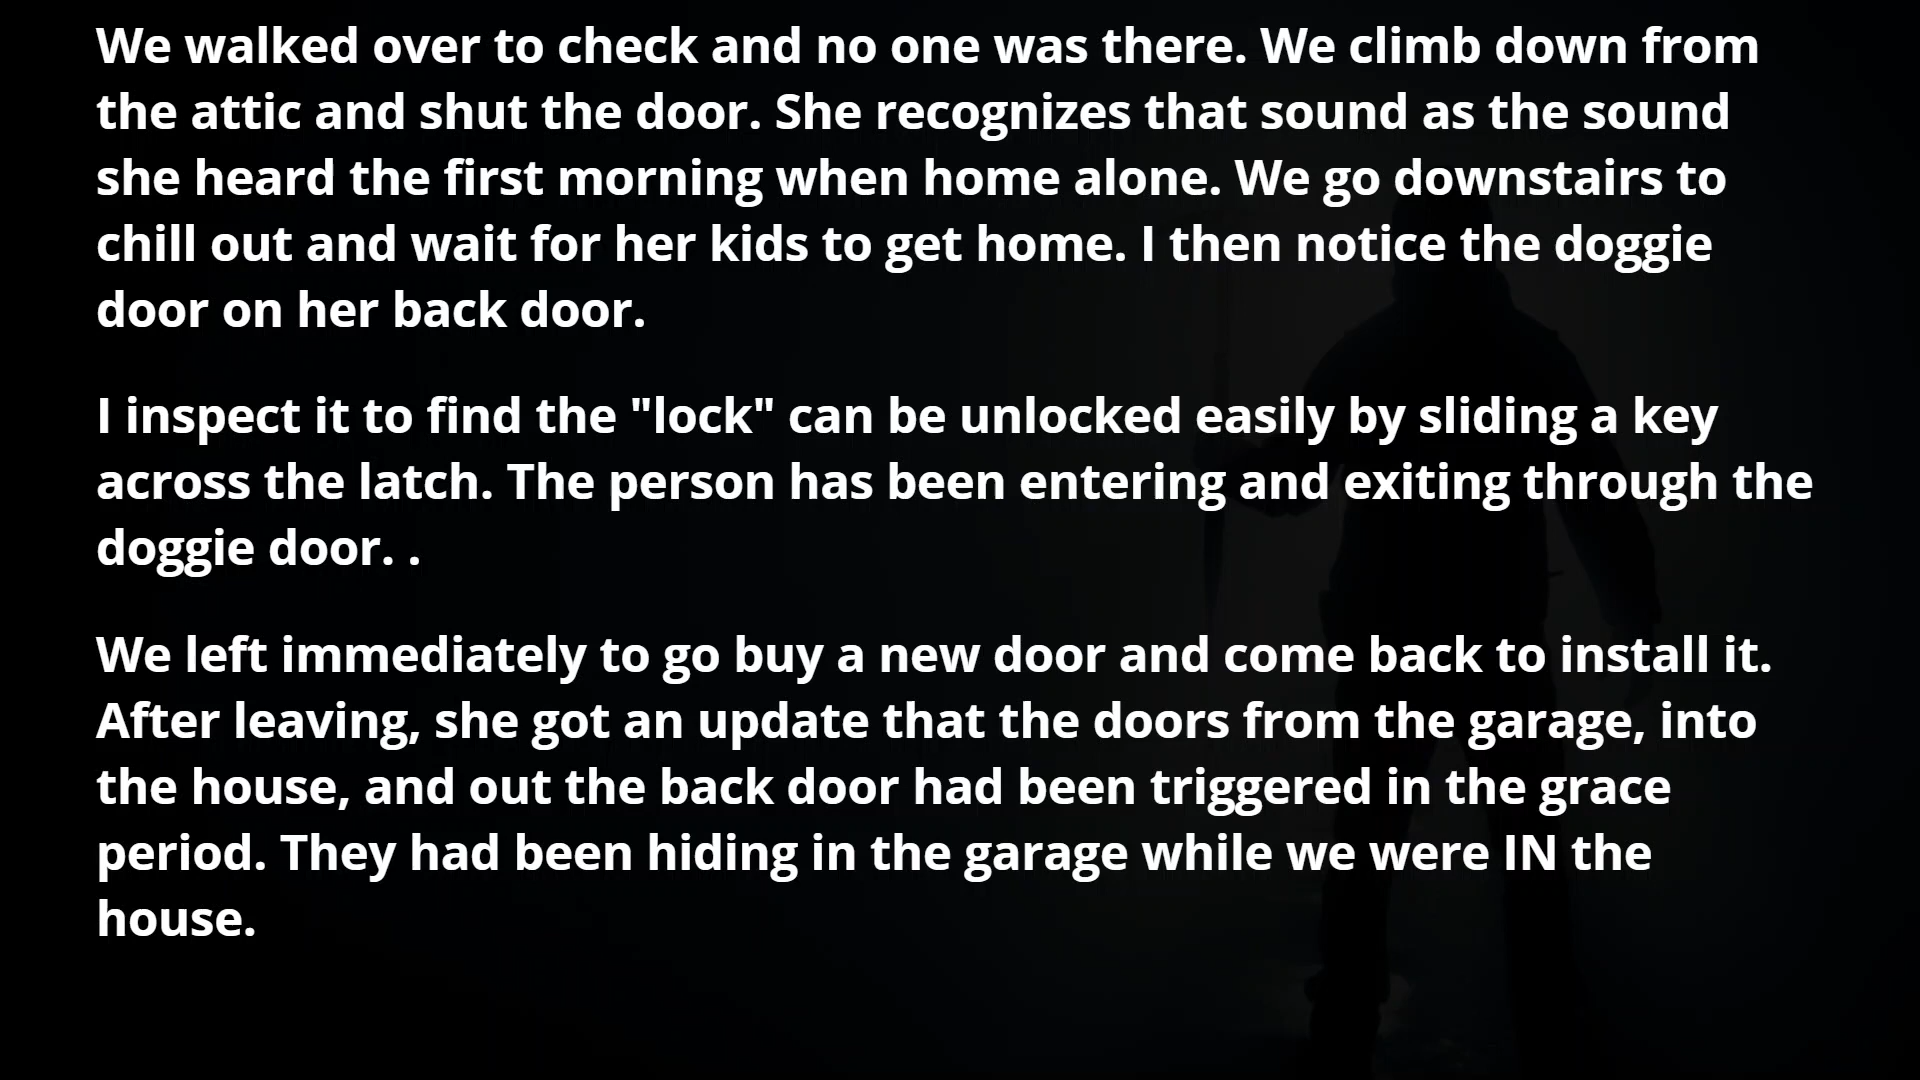 We walked over to check and no one was there. We climb down from
the attic and shut the door. She recognizes that sound as the sound
she heard the first morning when home alone. We go downstairs to
chill out and wait for her kids to get home. I then notice the doggie
door on her back door.
I inspect it to find the "lock" can be unlocked easily by sliding a key
across the latch. The person has been entering and exiting through the
doggie door. .
We left immediately to go buy a new door and come back to install it.
After leaving, she got an update that the doors from the garage, into
the house, and out the back door had been triggered in the grace
period. They had been hiding in the garage while we were IN the
house.